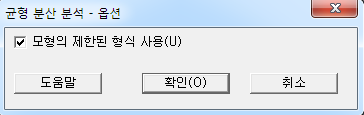 균형 분산 분석 - 옵션
모형의 제한된 형식 사용(U)
도움말 확인(O) 취소